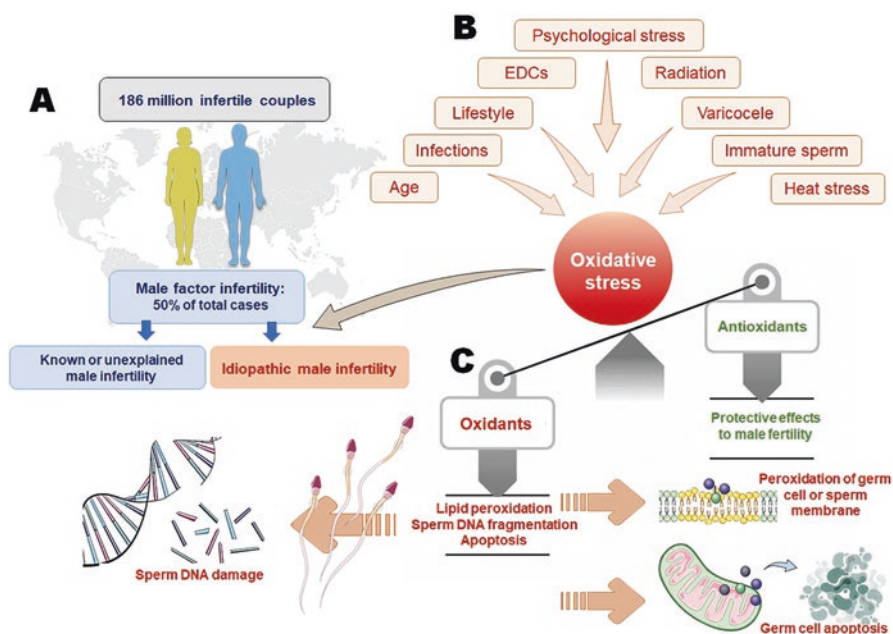 A
186 million infertile couples
Male factor infertility:
50% of total cases
Known or unexplained
male infertility
Idiopathic male infertility
B
Psychological stress
EDCs
Radiation
Lifestyle
Varicocele
Infections
Immature sperm
Age
Heat stress
Oxidative
stress
C
Antioxidants
Protective effects
to male fertility
Oxidants
Lipid peroxidation
Sperm DNA fragmentation
Apoptosis
Peroxidation of germ
cell or sperm
membrane
Sperm DNA damage
Germ cell apoptosis